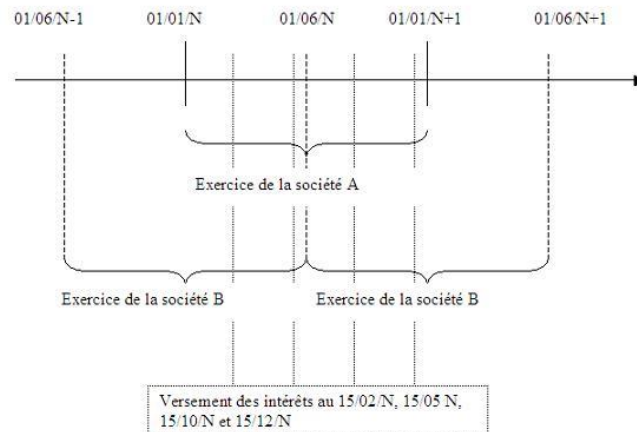 01/06/N-1 01/01/N 01/06/N 01/01/N+1 01/06/N+1
Exercice de la société A
Exercice de la société B Exercice de la société B
Versement des intérêts au 15/02/N, 15/05 N,
15/10/N et 15/12/N